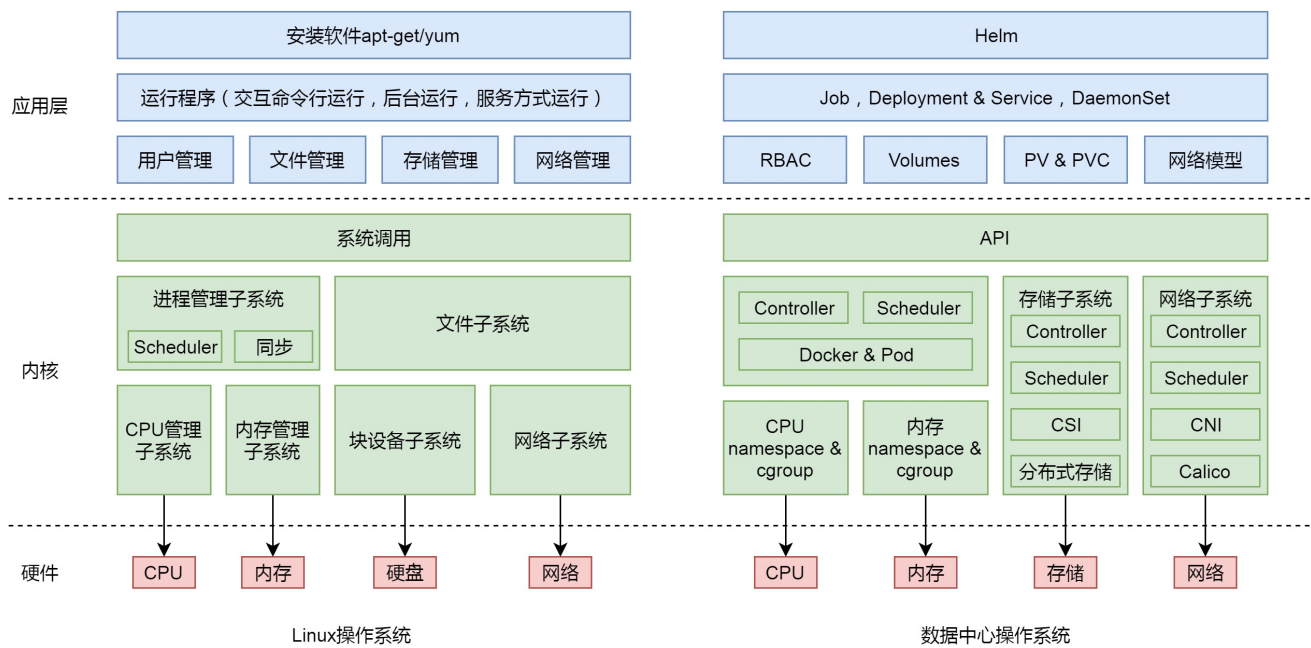 安装软件apt-get/yum
Helm
应用层
运行程序（交互命令行运行，后台运行，服务方式运行）
Job，Deployment & Service，DaemonSet
用户管理
文件管理
存储管理
网络管理
RBAC
Volumes
PV & PVC
网络模型
系统调用
API
内核
进程管理子系统
Scheduler
同步
文件子系统
Controller
Scheduler
Docker & Pod
存储子系统
Controller
Scheduler
CSI
分布式存储
网络子系统
Controller
Scheduler
CNI
Calico
CPU管理
子系统
内存管理
子系统
块设备子系统
网络子系统
CPU
namespace &
cgroup
内存
namespace &
cgroup
硬件
CPU
内存
硬盘
网络
CPU
内存
存储
网络
Linux操作系统
数据中心操作系统